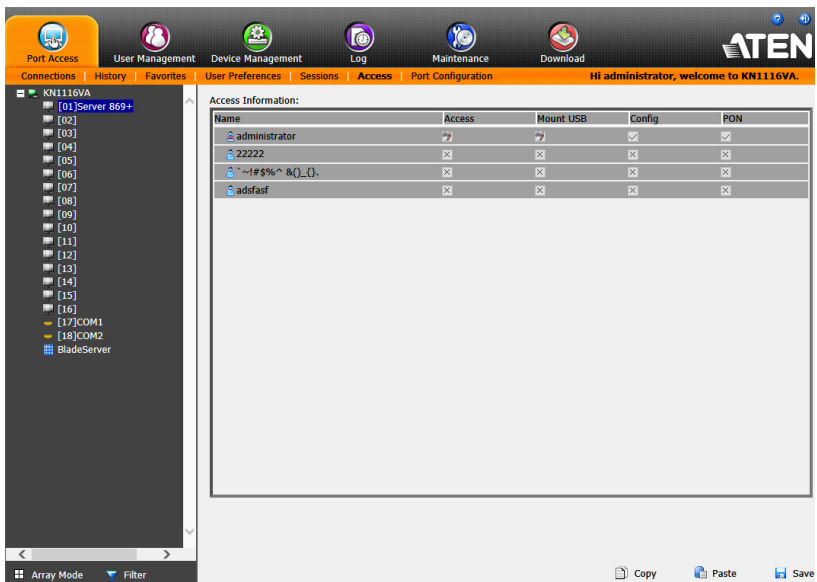 Port Access User Management Device Management Log Maintenance Download ATEN
Connections History Favorites User Preferences Sessions Access Port Configuration Hi administrator, welcome to KN1116VA.
KN1116VA
[01]Server 869+
[02]
[03]
[04]
[05]
[06]
[07]
[08]
[09]
[10]
[11]
[12]
[13]
[14]
[15]
[16]
[17]COM1
[18]COM2
BladeServer
Access Information:
Name Access Mount USB Config PON
administrator
22222
`~!#$%^ &()_{}.
adsfasf
Array Mode Filter
Copy Paste Save